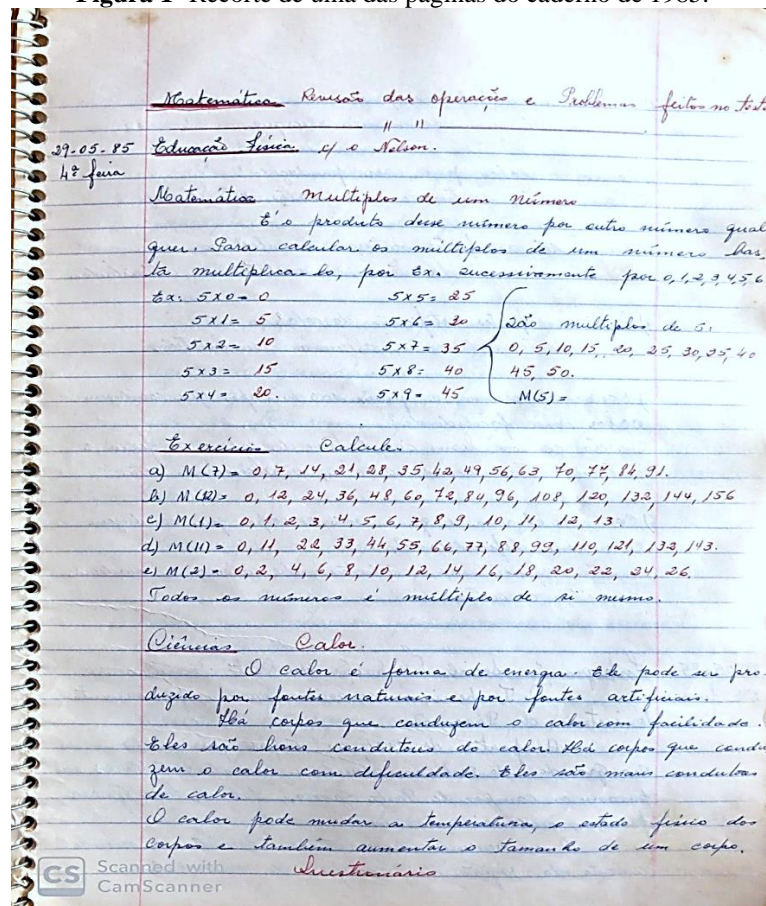 Figura 1- Recorte de uma das páginas do caderno de 1985.
Matemática Revisão das operações e Problemas feitos no test
" "
29-05-85 Educação Física c/ o Nelson.
4ª feira
Matemática Multiplos de um número
É o produto desse número por outro número qual
quer. Para calcular os múltiplos de um número bas
ta multiplica-lo, por Ex. sucessivamente por 0,1,2,3,4,5,6
Ex: 5x0= 0 5x5= 25
5x1= 5 5x6= 30 São multiplos de 5:
5x2= 10 5x7= 35 0, 5, 10, 15, 20, 25, 30, 35, 40
5x3= 15 5x8= 40 45, 50.
5x4= 20. 5x9= 45 M(5)=
Exercício Calcule.
a) M(7)= 0, 7, 14, 21, 28, 35, 42, 49, 56, 63, 70, 77, 84, 91.
b) M(12)= 0, 12, 24, 36, 48, 60, 72, 84, 96, 108, 120, 132, 144, 156
c) M(1)= 0, 1, 2, 3, 4, 5, 6, 7, 8, 9, 10, 11, 12, 13
d) M(11)= 0, 11, 22, 33, 44, 55, 66, 77, 88, 99, 110, 121, 132, 143.
e) M(2)= 0, 2, 4, 6, 8, 10, 12, 14, 16, 18, 20, 22, 24, 26.
Todos os números é múltiplo de si mesmo.
Ciências Calor.
O calor é forma de energia. Ele pode ser pro
duzido por fontes naturais e por fontes artificiais.
Há corpos que conduzem o calor com facilidade.
Eles são bons condutores do calor. Há corpos que condu
zem o calor com dificuldade. Eles são maus condutores
de calor.
O calor pode mudar a temperatura, o estado físico dos
corpos e também aumentar o tamanho de um corpo.
Questionário
CS Scanned with
CamScanner